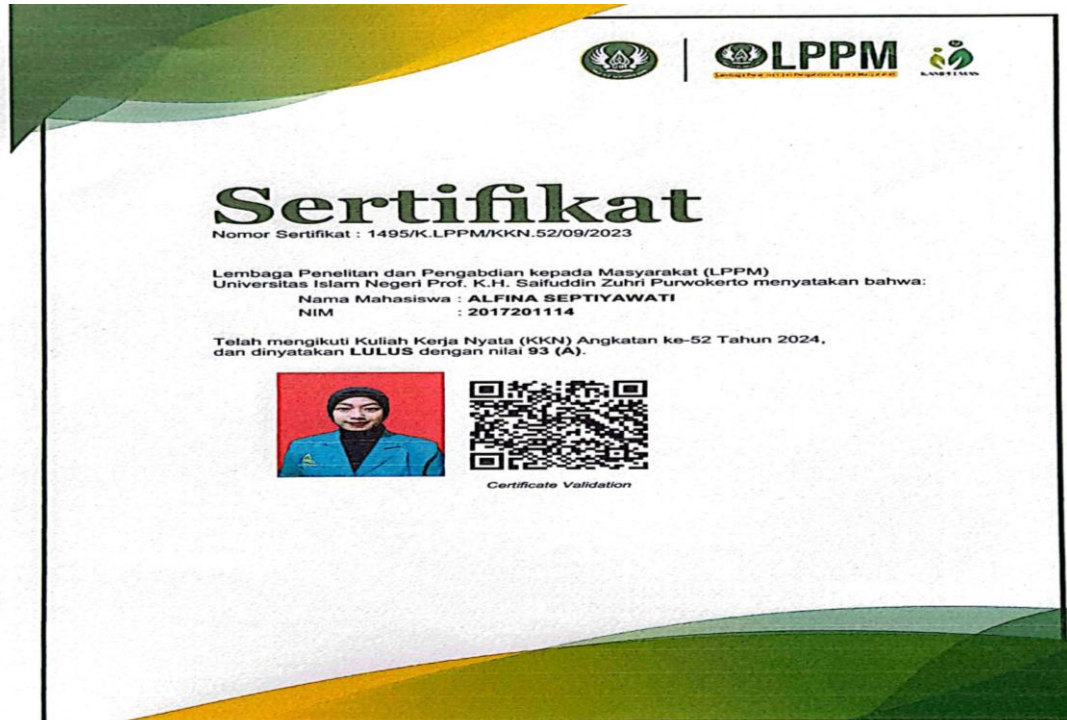 LPPM
Sertifikat
Nomor Sertifikat : 1495/K.LPPM/KKN.52/09/2023
Lembaga Penelitan dan Pengabdian kepada Masyarakat (LPPM)
Universitas Islam Negeri Prof. K.H. Saifuddin Zuhri Purwokerto menyatakan bahwa:
Nama Mahasiswa : ALFINA SEPTIYAWATI
NIM : 2017201114
Telah mengikuti Kuliah Kerja Nyata (KKN) Angkatan ke-52 Tahun 2024,
dan dinyatakan LULUS dengan nilai 93 (A).
Certificate Validation